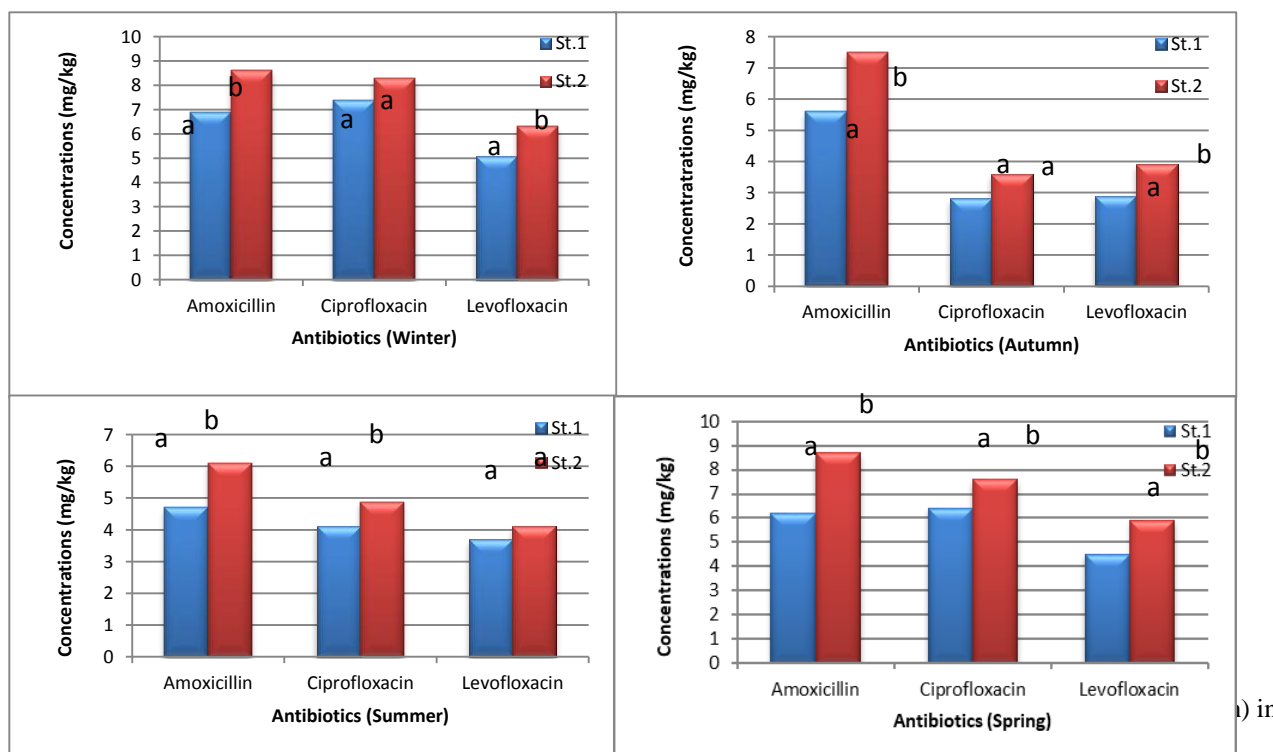 Concentrations (mg/kg)
10
9
8
7
6
5
4
3
2
1
0
St.1
St.2
a
b
a
a
a
b
Amoxicillin
Ciprofloxacin
Levofloxacin
Antibiotics (Winter)
Concentratrations (mg/kg)
8
7
6
5
4
3
2
1
0
St.1
St.2
a
b
a
a
a
b
Amoxicillin
Ciprofloxacin
Levofloxacin
Antibiotics (Autumn)
Concentrations (mg/kg)
7
6
5
4
3
2
1
0
St.1
St.2
a
b
a
b
a
a
Amoxicillin
Ciprofloxacin
Levofloxacin
Antibiotics (Summer)
Concentrations (mg/kg)
10
9
8
7
6
5
4
3
2
1
0
St.1
St.2
a
b
a
b
a
b
Amoxicillin
Ciprofloxacin
Levofloxacin
Antibiotics (Spring)
) in